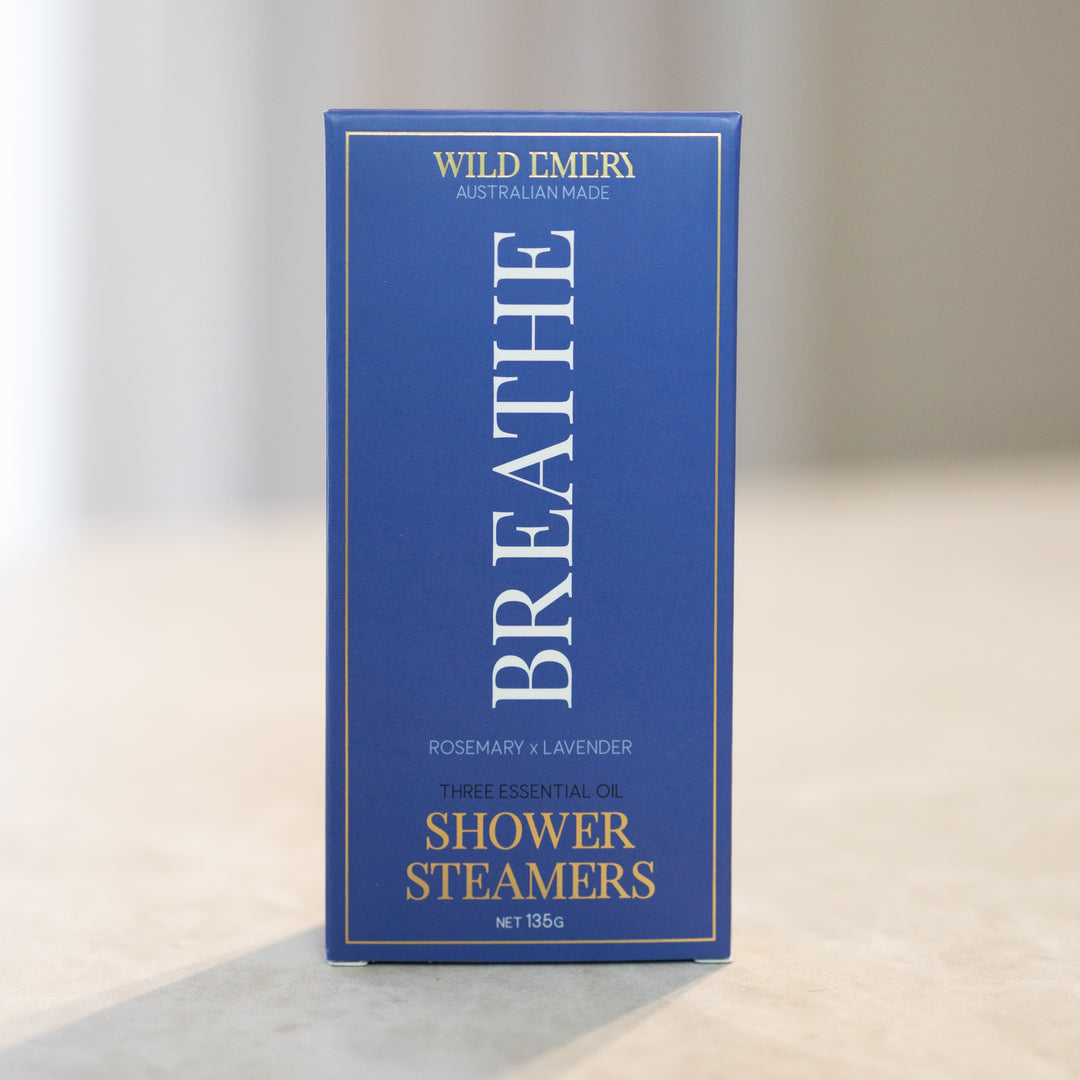 WILD EMERY
AUSTRALIAN MADE
BREATHE
ROSEMARY x LAVENDER
THREE ESSENTIAL OIL
SHOWER
STEAMERS
NET 135G